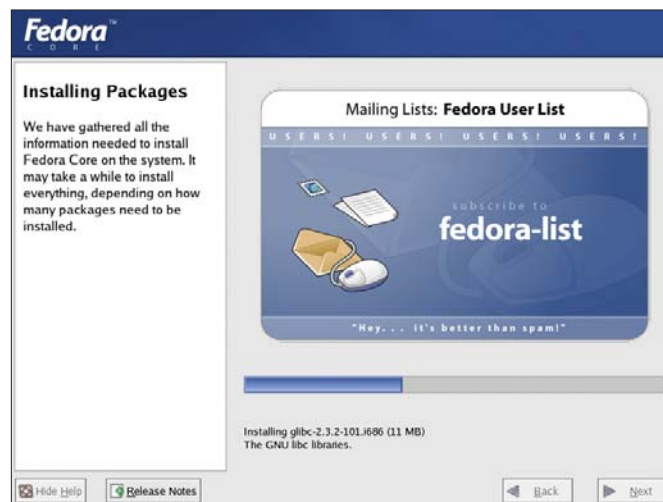 Fedora™
CORE
Installing Packages
We have gathered all the
information needed to install
Fedora Core on the system. It
may take a while to install
everything, depending on how
many packages need to be
installed.
Mailing Lists: Fedora User List
USERS! USERS! USERS! USERS!
subscribe to
fedora-list
"Hey... it's better than spam!"
Installing glibc-2.3.2-101.i686 (11 MB)
The GNU libc libraries.
Hide Help
Release Notes
Back
Next